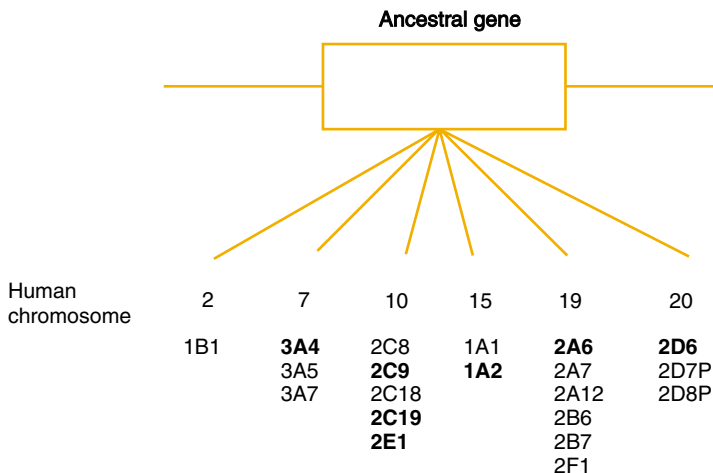 Ancestral gene
Human
chromosome
2 7 10 15 19 20
1B1 3A4 2C8 1A1 2A6 2D6
3A5 2C9 1A2 2A7 2D7P
3A7 2C18 2A12 2D8P
2C19 2B6
2E1 2B7
2F1